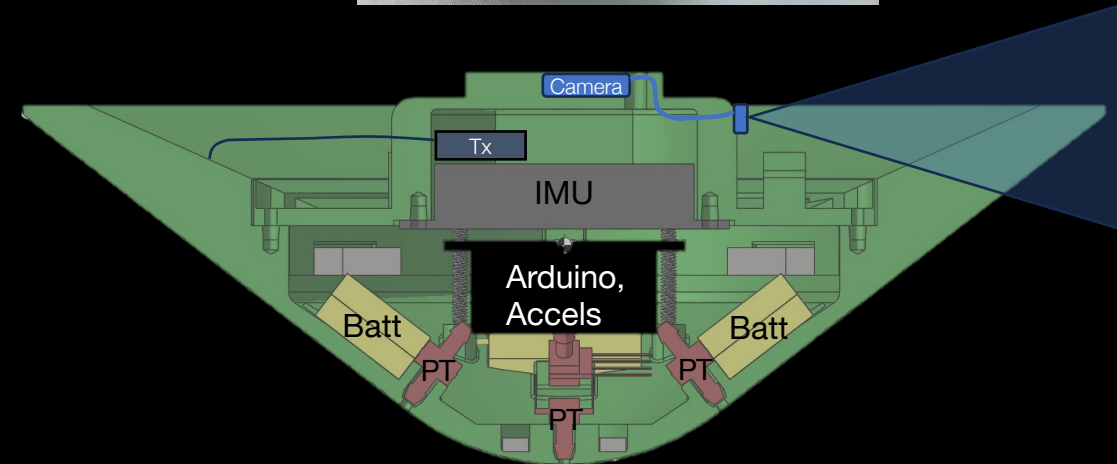 Camera
Tx
IMU
Arduino,
Accels
Batt
Batt
PT
PT
PT